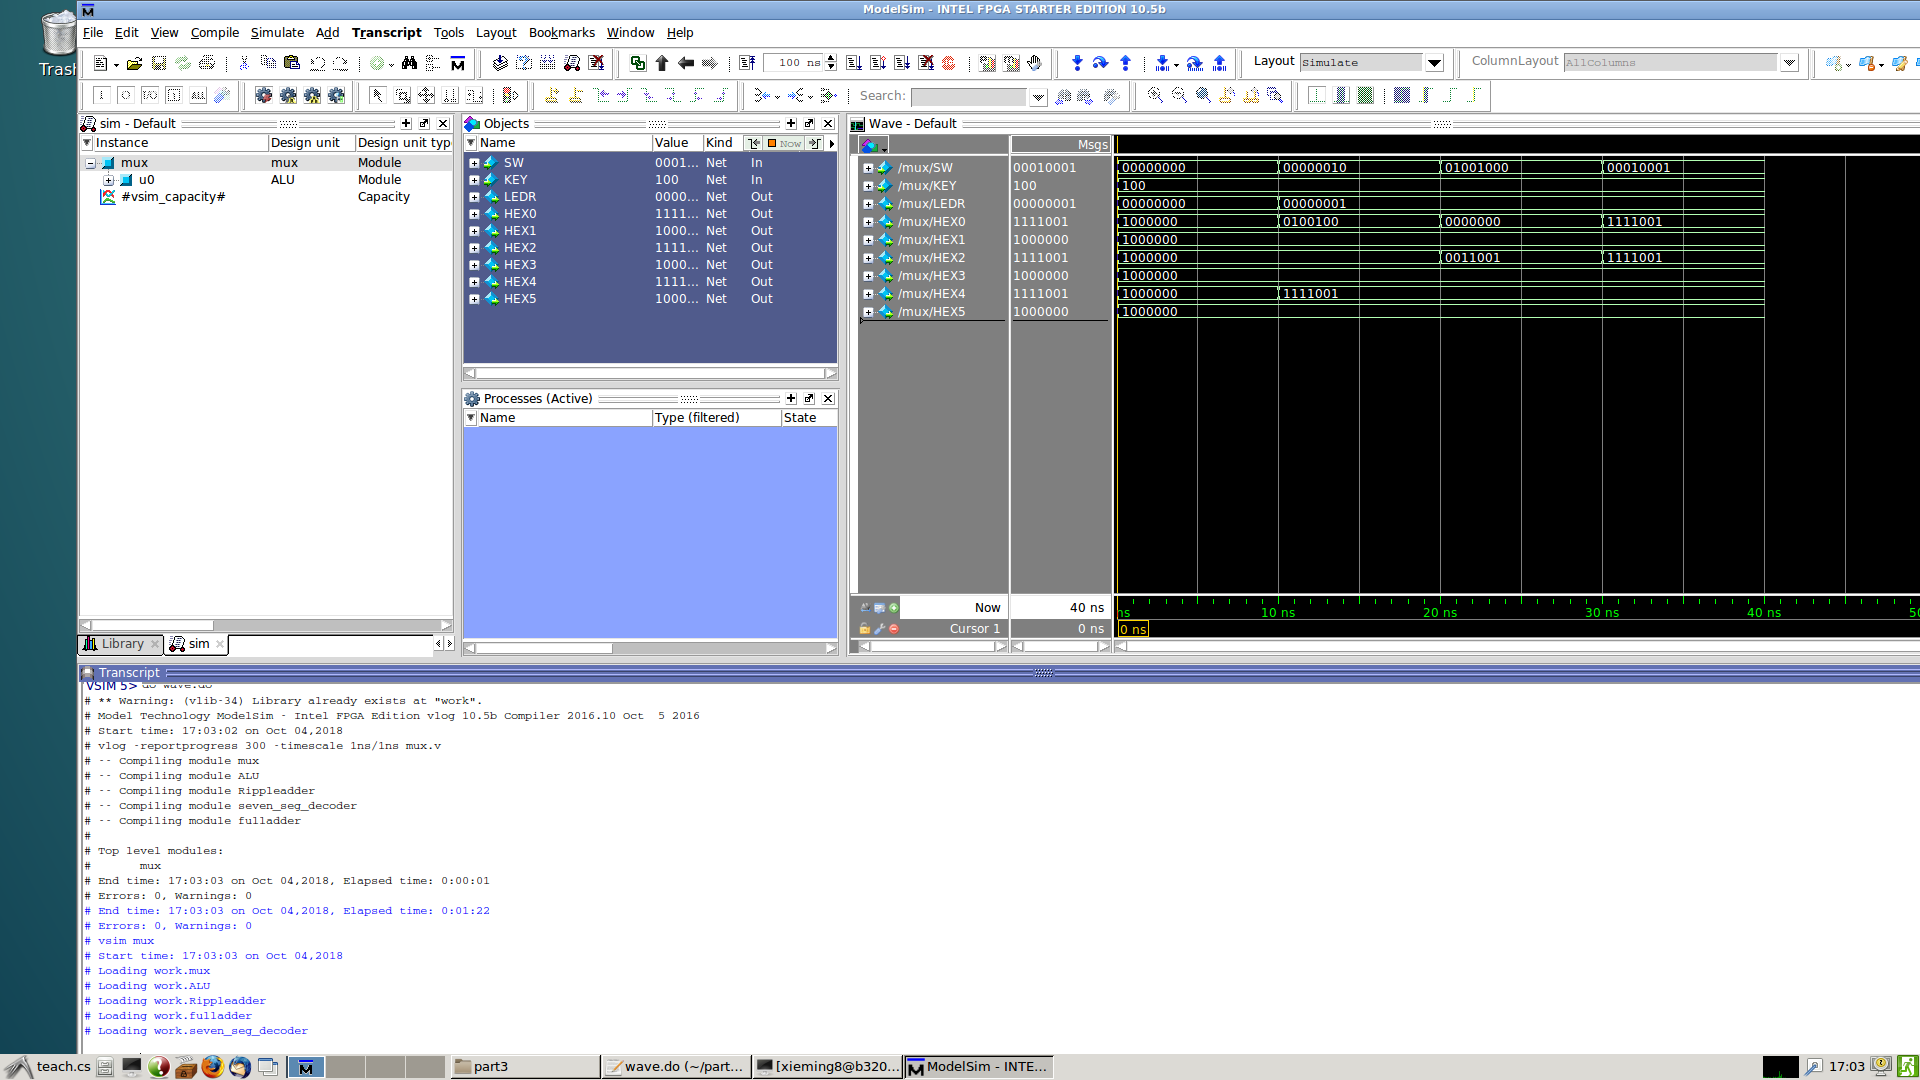 ModelSim - INTEL FPGA STARTER EDITION 10.5b
Trash
File Edit View Compile Simulate Add Transcript Tools Layout Bookmarks Window Help
100 ns
Layout Simulate
ColumnLayout AllColumns
Search:
sim - Default
Instance Design unit Design unit typ
mux mux Module
u0 ALU Module
#vsim_capacity# Capacity
Library sim
Objects
Name Value Kind Now
SW 0001... Net In
KEY 100 Net In
LEDR 0000... Net Out
HEX0 1111... Net Out
HEX1 1000... Net Out
HEX2 1111... Net Out
HEX3 1000... Net Out
HEX4 1111... Net Out
HEX5 1000... Net Out
Processes (Active)
Name Type (filtered) State
Wave - Default
Msgs
/mux/SW 00010001 00000000 00000010 01001000 00010001
/mux/KEY 100 100
/mux/LEDR 00000001 00000000 00000001
/mux/HEX0 1111001 1000000 0100100 0000000 1111001
/mux/HEX1 1000000 1000000
/mux/HEX2 1111001 1000000 0011001 1111001
/mux/HEX3 1000000 1000000
/mux/HEX4 1111001 1000000 1111001
/mux/HEX5 1000000 1000000
Now 40 ns ns 10 ns 20 ns 30 ns 40 ns 50
Cursor 1 0 ns 0 ns
Transcript
VSIM 5> do wave.do
# ** Warning: (vlib-34) Library already exists at "work".
# Model Technology ModelSim - Intel FPGA Edition vlog 10.5b Compiler 2016.10 Oct  5 2016
# Start time: 17:03:02 on Oct 04,2018
# vlog -reportprogress 300 -timescale 1ns/1ns mux.v
# -- Compiling module mux
# -- Compiling module ALU
# -- Compiling module Rippleadder
# -- Compiling module seven_seg_decoder
# -- Compiling module fulladder
#
# Top level modules:
#       mux
# End time: 17:03:03 on Oct 04,2018, Elapsed time: 0:00:01
# Errors: 0, Warnings: 0
# End time: 17:03:03 on Oct 04,2018, Elapsed time: 0:01:22
# Errors: 0, Warnings: 0
# vsim mux
# Start time: 17:03:03 on Oct 04,2018
# Loading work.mux
# Loading work.ALU
# Loading work.Rippleadder
# Loading work.fulladder
# Loading work.seven_seg_decoder
teach.cs part3 wave.do (~/part... [xieming8@b320... ModelSim - INTE... 17:03